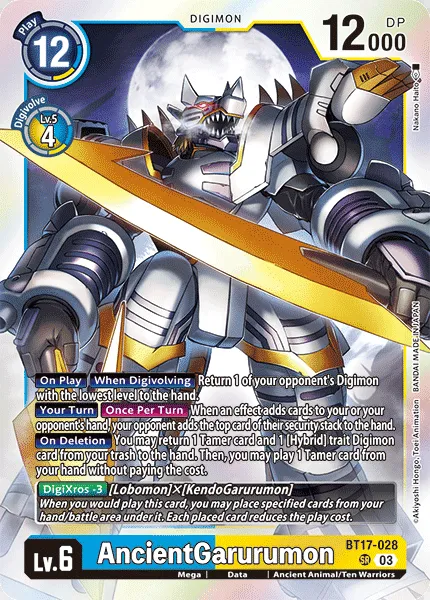 DIGIMON
Play
12
DP
12000
Digivolve
Lv.5
4
Nakano Haito
On Play When Digivolving Return 1 of your opponent's Digimon
with the lowest level to the hand.
Your Turn Once Per Turn When an effect adds cards to your or your
opponent's hand, your opponent adds the top card of their security stack to the hand.
On Deletion You may return 1 Tamer card and 1 [Hybrid] trait Digimon
card from your trash to the hand. Then, you may play 1 Tamer card from
your hand without paying the cost.
DigiXros -3 [Lobomon]×[KendoGarurumon]
When you would play this card, you may place specified cards from your
hand/battle area under it. Each placed card reduces the play cost.
©Akiyoshi Hongo, Toei Animation BANDAI MADE IN JAPAN
Lv.6
AncientGarurumon
BT17-028
SR 03
Mega | Data | Ancient Animal/Ten Warriors